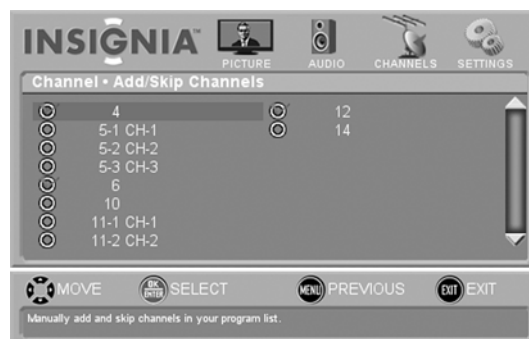 INSIGNIA™
PICTURE
AUDIO
CHANNELS
SETTINGS
Channel • Add/Skip Channels
4
5-1 CH-1
5-2 CH-2
5-3 CH-3
6
10
11-1 CH-1
11-2 CH-2
12
14
MOVE
OK ENTER SELECT
MENU PREVIOUS
EXIT EXIT
Manually add and skip channels in your program list.